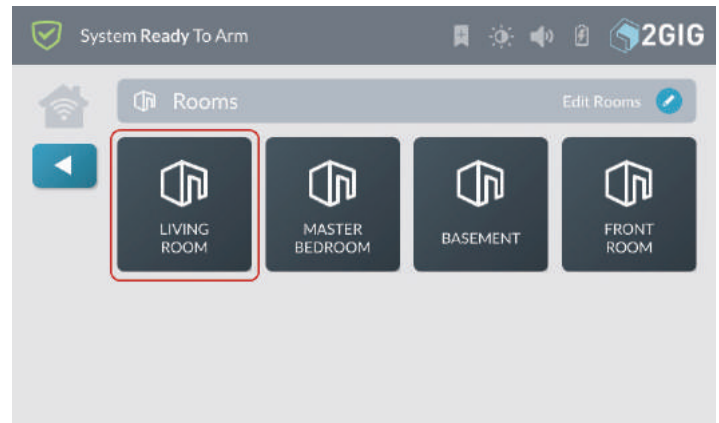 System Ready To Arm
2GIG
Rooms
Edit Rooms
LIVING
ROOM
MASTER
BEDROOM
BASEMENT
FRONT
ROOM